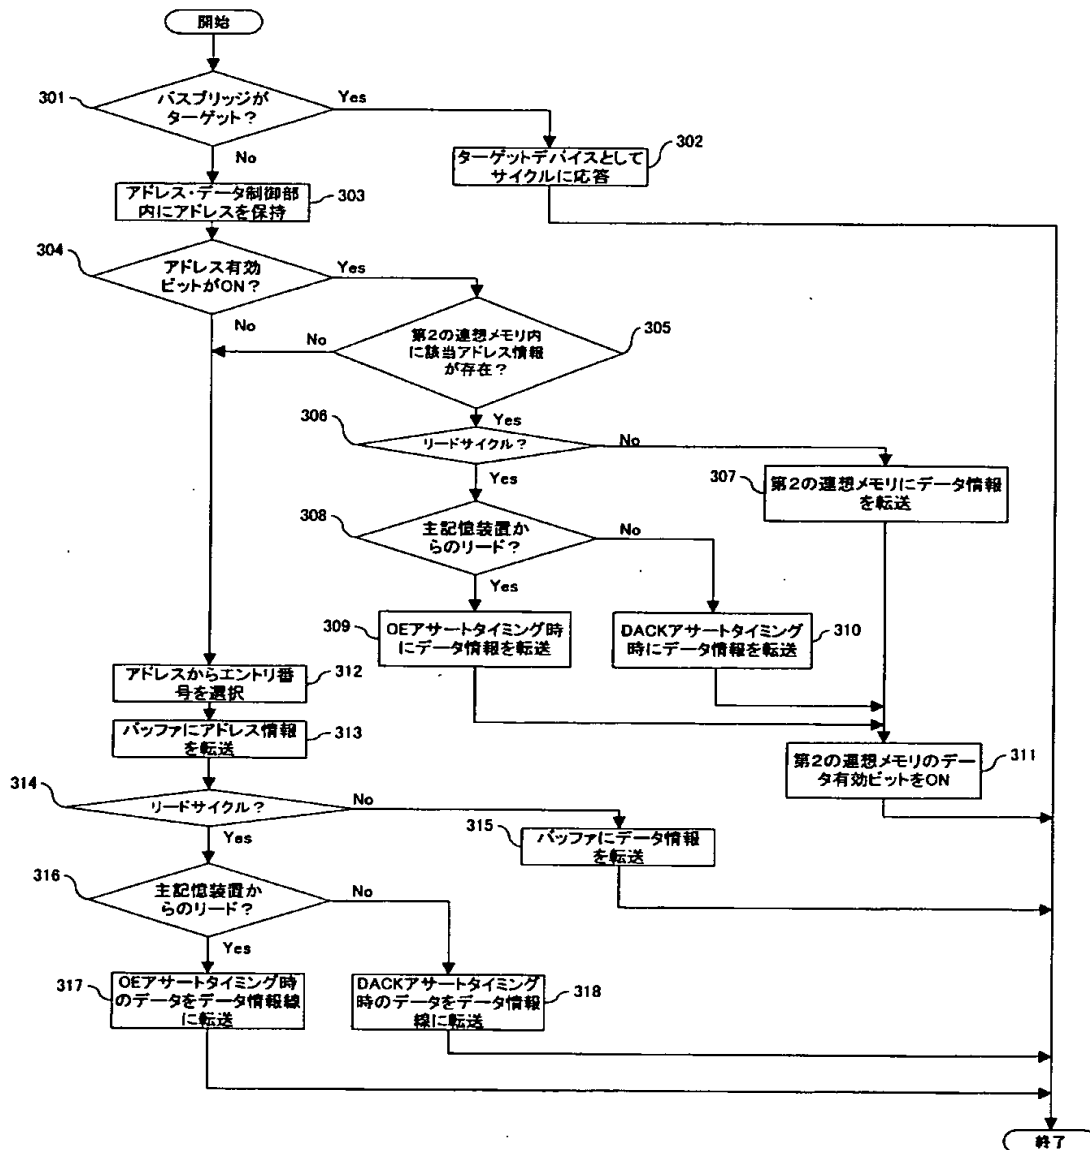 開始
301
バスブリッジが
ターゲット?
Yes
No
302
ターゲットデバイスとして
サイクルに応答
303
アドレス・データ制御部
内にアドレスを保持
304
アドレス有効
ビットがON?
Yes
No
305
第2の連想メモリ内
に該当アドレス情報
が存在?
No
Yes
306
リードサイクル?
No
Yes
307
第2の連想メモリにデータ情報
を転送
308
主記憶装置か
らのリード?
No
Yes
309
OEアサートタイミング時
にデータ情報を転送
310
DACKアサートタイミング
時にデータ情報を転送
311
第2の連想メモリのデー
タ有効ビットをON
312
アドレスからエントリ番
号を選択
313
バッファにアドレス情報
を転送
314
リードサイクル?
No
Yes
315
バッファにデータ情報
を転送
316
主記憶装置か
らのリード?
No
Yes
317
OEアサートタイミング時
のデータをデータ情報線
に転送
318
DACKアサートタイミング
時のデータをデータ情報
線に転送
終了